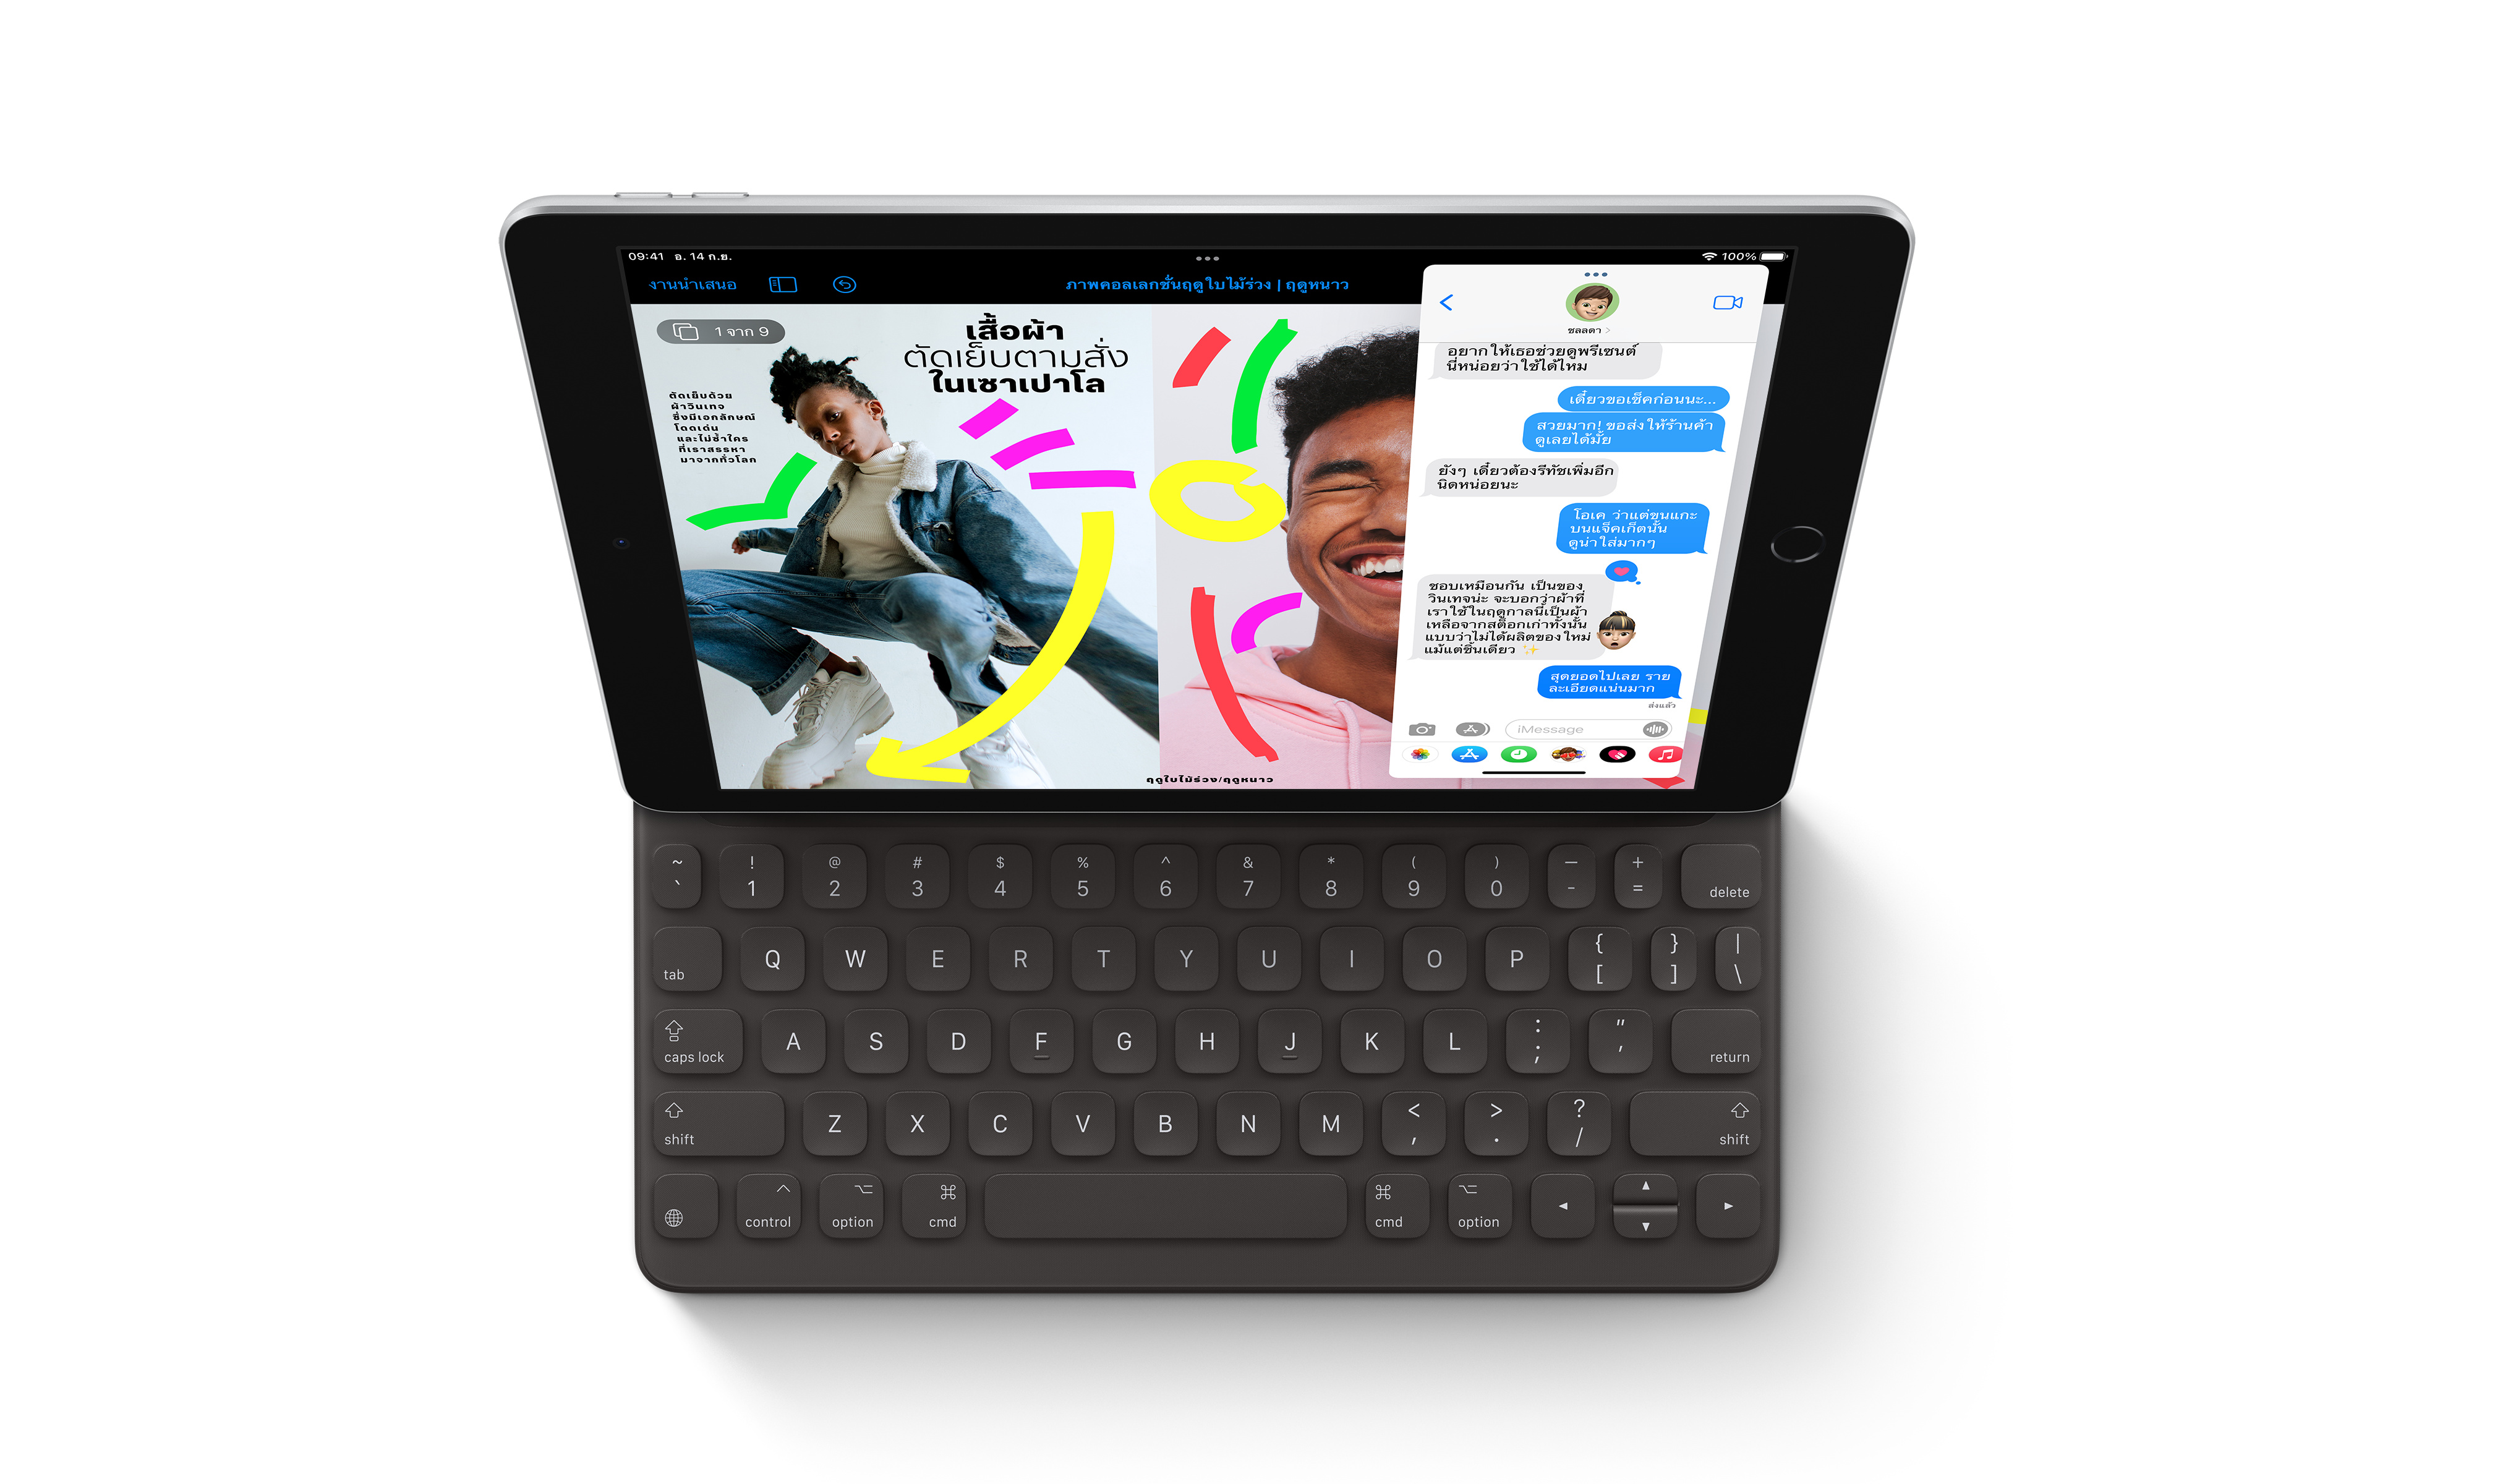 09:41 อ. 14 ก.ย.
100%
งานนำเสนอ
ภาพคอลเลกชั่นฤดูใบไม้ร่วง | ฤดูหนาว
1 จาก 9
เสื้อผ้า
ตัดเย็บตามสั่ง
ในเซาเปาโล
ตัดเย็บด้วย
ผ้าวินเทจ
ซึ่งมีเอกลักษณ์
โดดเด่น
และไม่ซ้ำใคร
ที่เราสรรหา
มาจากทั่วโลก
ฤดูใบไม้ร่วง/ฤดูหนาว
ชลลดา
อยากให้เธอช่วยดูพรีเซนต์
นี่หน่อยว่าใช้ได้ไหม
เดี๋ยวขอเช็คก่อนนะ...
สวยมาก! ขอส่งให้ร้านค้า
ดูเลยได้มั้ย
ยังๆ เดี๋ยวต้องรีทัชเพิ่มอีก
นิดหน่อยนะ
โอเค ว่าแต่ขนแกะ
บนแจ็คเก็ตนั้น
ดูน่าใส่มากๆ
ชอบเหมือนกัน เป็นของ
วินเทจน่ะ จะบอกว่าผ้าที่
เราใช้ในฤดูกาลนี้เป็นผ้า
เหลือจากสต็อกเก่าทั้งนั้น
แบบว่าไม่ได้ผลิตของใหม่
แม้แต่ชิ้นเดียว ✨
สุดยอดไปเลย ราย
ละเอียดแน่นมาก
ส่งแล้ว
iMessage
~ ! @ # $ % ^ & * ( ) — +
` 1 2 3 4 5 6 7 8 9 0 - = delete
tab Q W E R T Y U I O P { [ } ] | \
caps lock A S D F G H J K L : ; " ' return
shift Z X C V B N M < , > . ? / shift
control option cmd cmd option